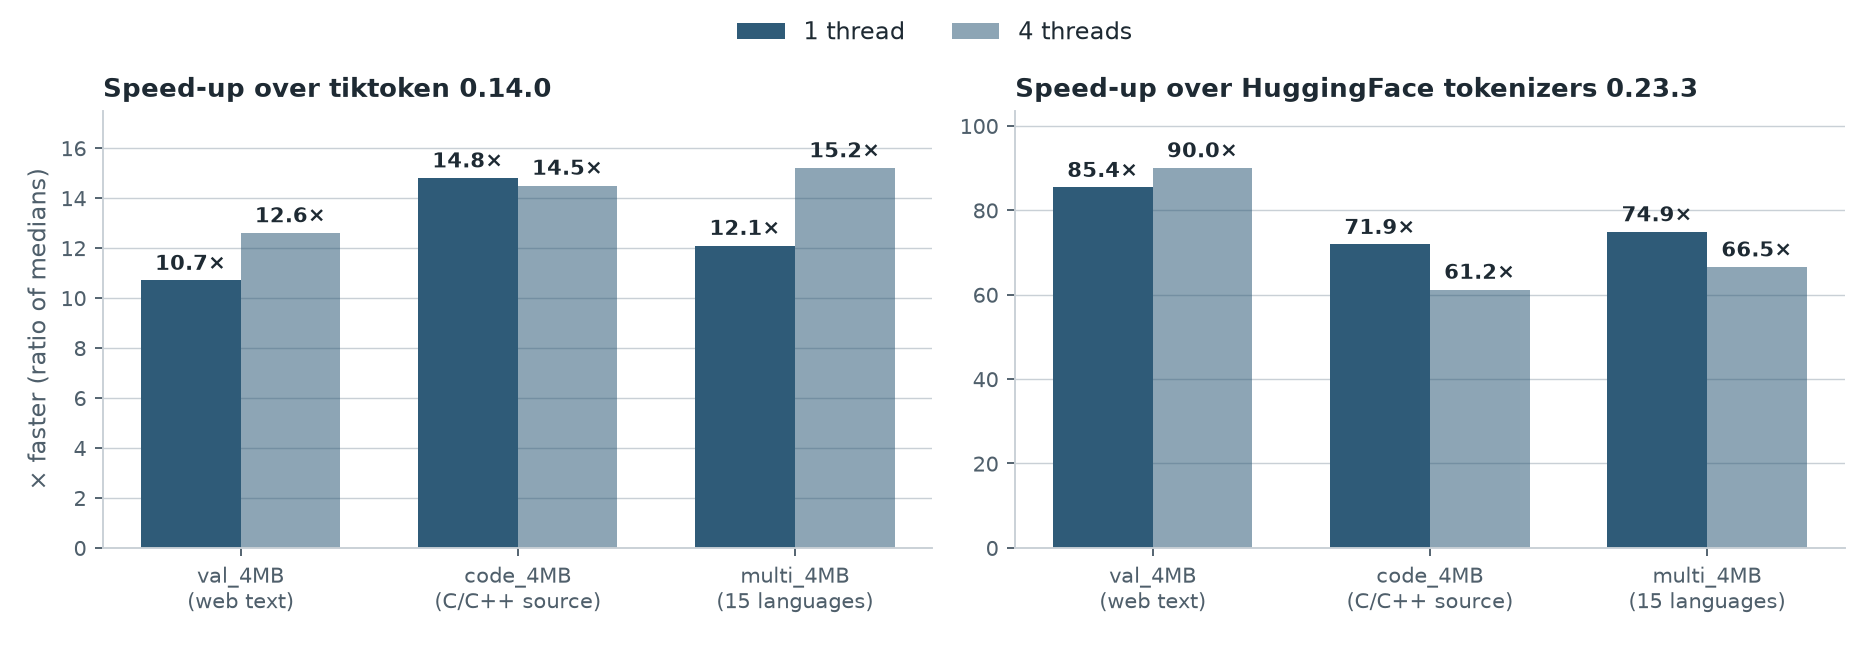 1 thread
4 threads
Speed-up over tiktoken 0.14.0
× faster (ratio of medians)
16
14
12
10
8
6
4
2
0
10.7×
12.6×
14.8×
14.5×
12.1×
15.2×
val_4MB
(web text)
code_4MB
(C/C++ source)
multi_4MB
(15 languages)
Speed-up over HuggingFace tokenizers 0.23.3
100
80
60
40
20
0
85.4×
90.0×
71.9×
61.2×
74.9×
66.5×
val_4MB
(web text)
code_4MB
(C/C++ source)
multi_4MB
(15 languages)